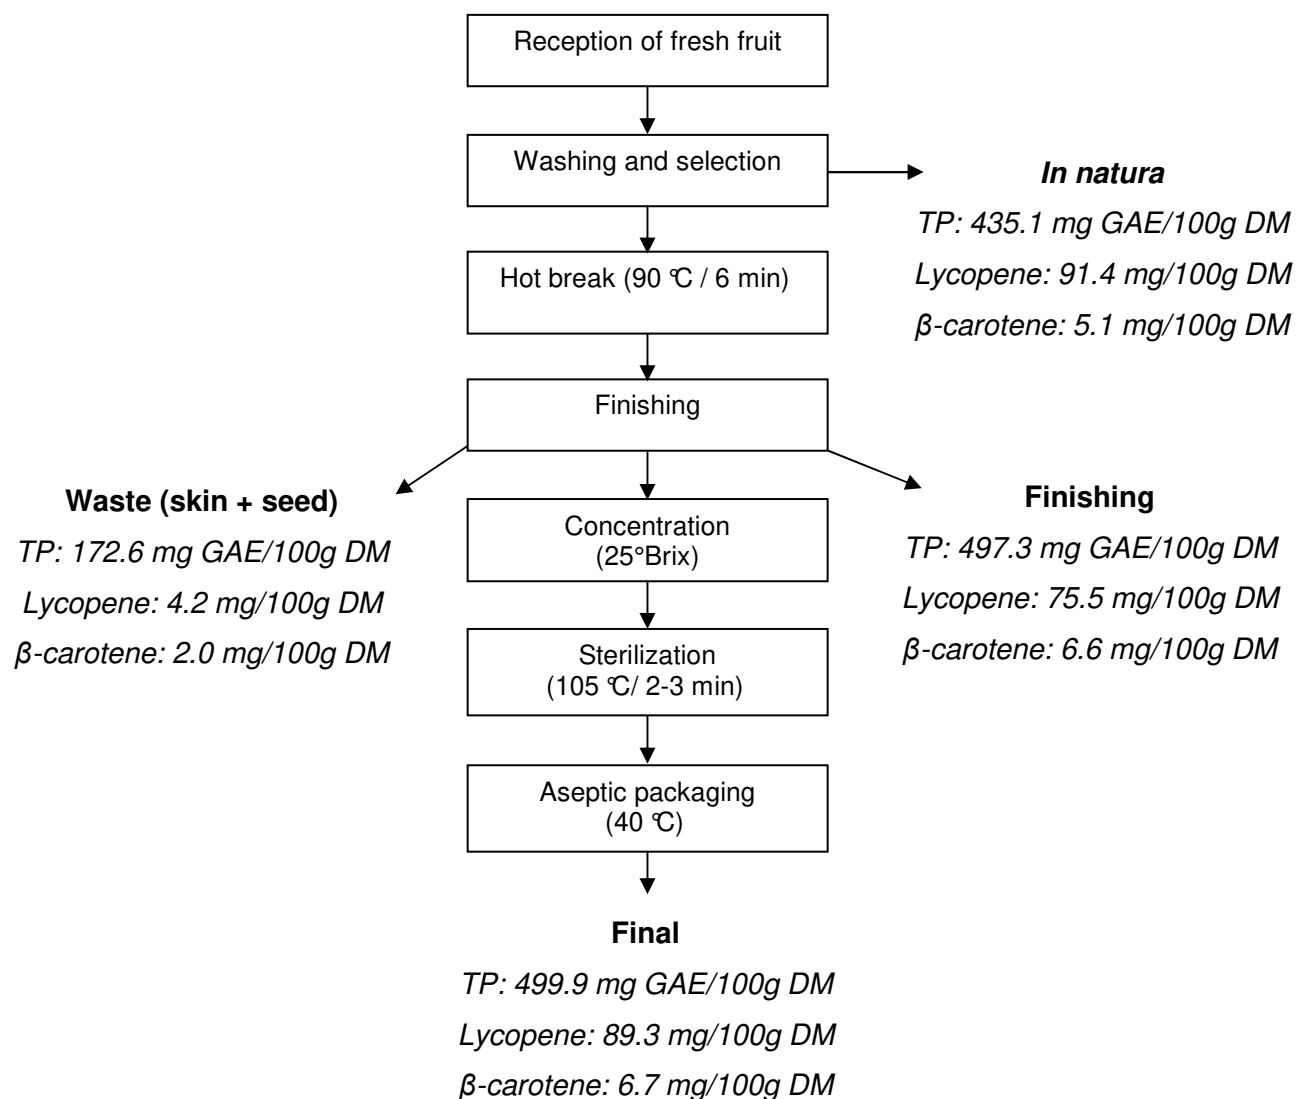 Reception of fresh fruit
Washing and selection
In natura
TP: 435.1 mg GAE/100g DM
Lycopene: 91.4 mg/100g DM
β-carotene: 5.1 mg/100g DM
Hot break (90 °C / 6 min)
Finishing
Waste (skin + seed)
TP: 172.6 mg GAE/100g DM
Lycopene: 4.2 mg/100g DM
β-carotene: 2.0 mg/100g DM
Finishing
TP: 497.3 mg GAE/100g DM
Lycopene: 75.5 mg/100g DM
β-carotene: 6.6 mg/100g DM
Concentration
(25°Brix)
Sterilization
(105 °C/ 2-3 min)
Aseptic packaging
(40 °C)
Final
TP: 499.9 mg GAE/100g DM
Lycopene: 89.3 mg/100g DM
β-carotene: 6.7 mg/100g DM